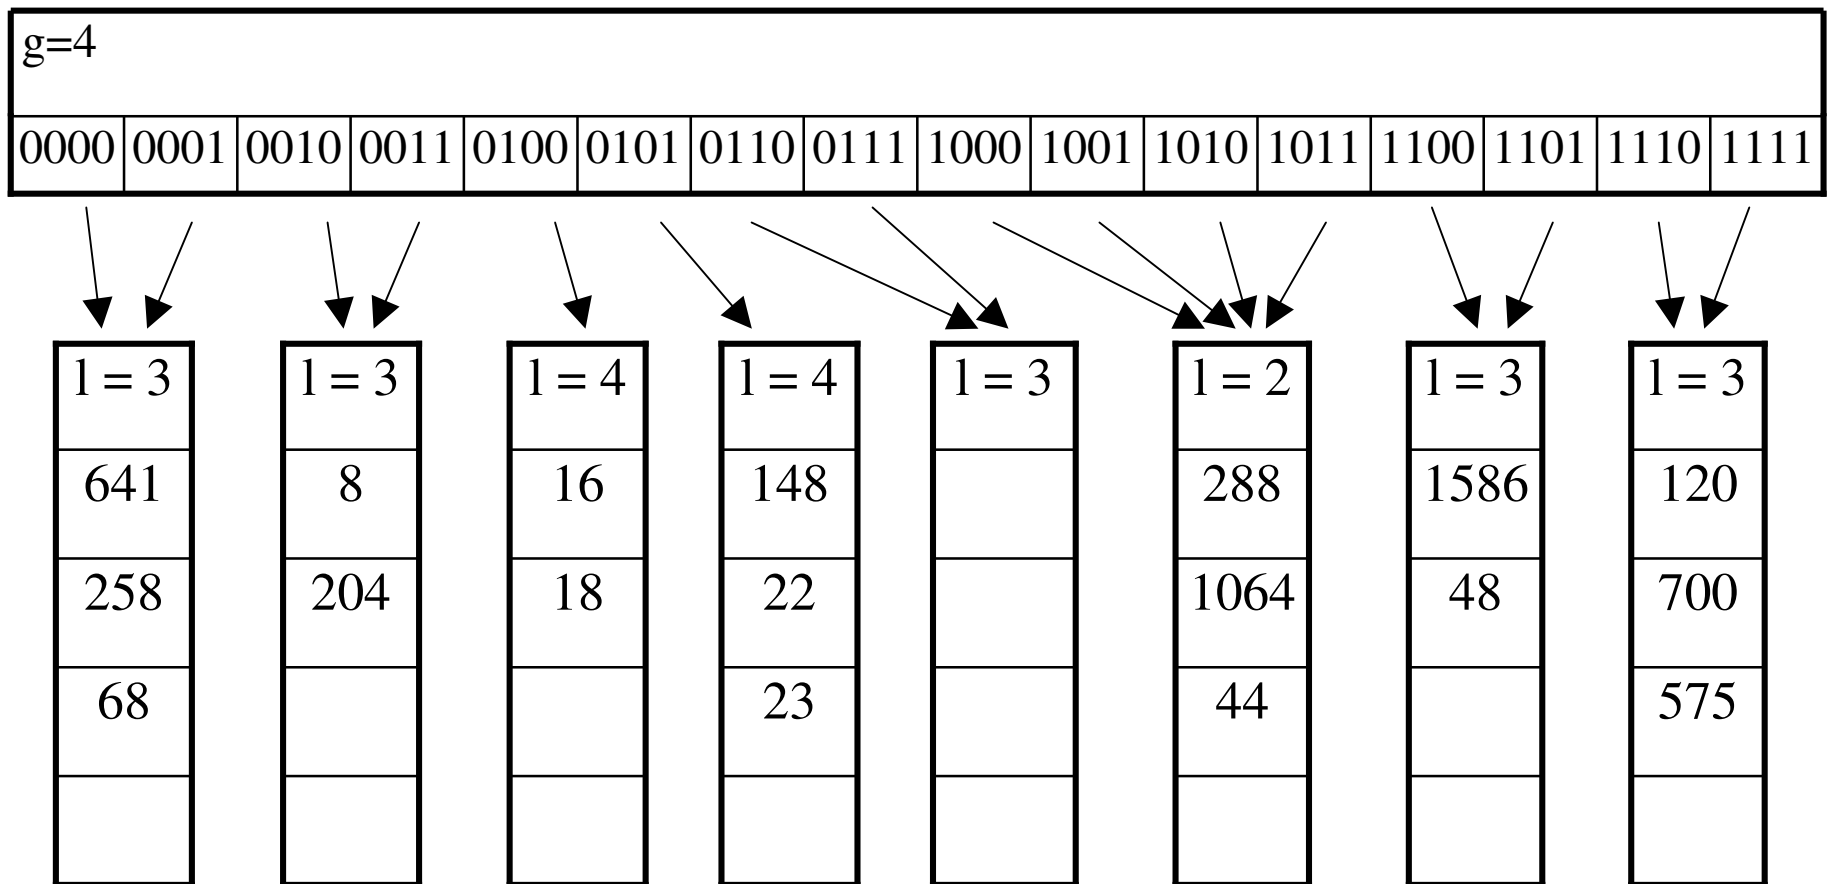 g=4
0000 0001 0010 0011 0100 0101 0110 0111 1000 1001 1010 1011 1100 1101 1110 1111
l = 3 l = 3 l = 4 l = 4 l = 3 l = 2 l = 3 l = 3
641 8 16 148 288 1586 120
258 204 18 22 1064 48 700
68 23 44 575